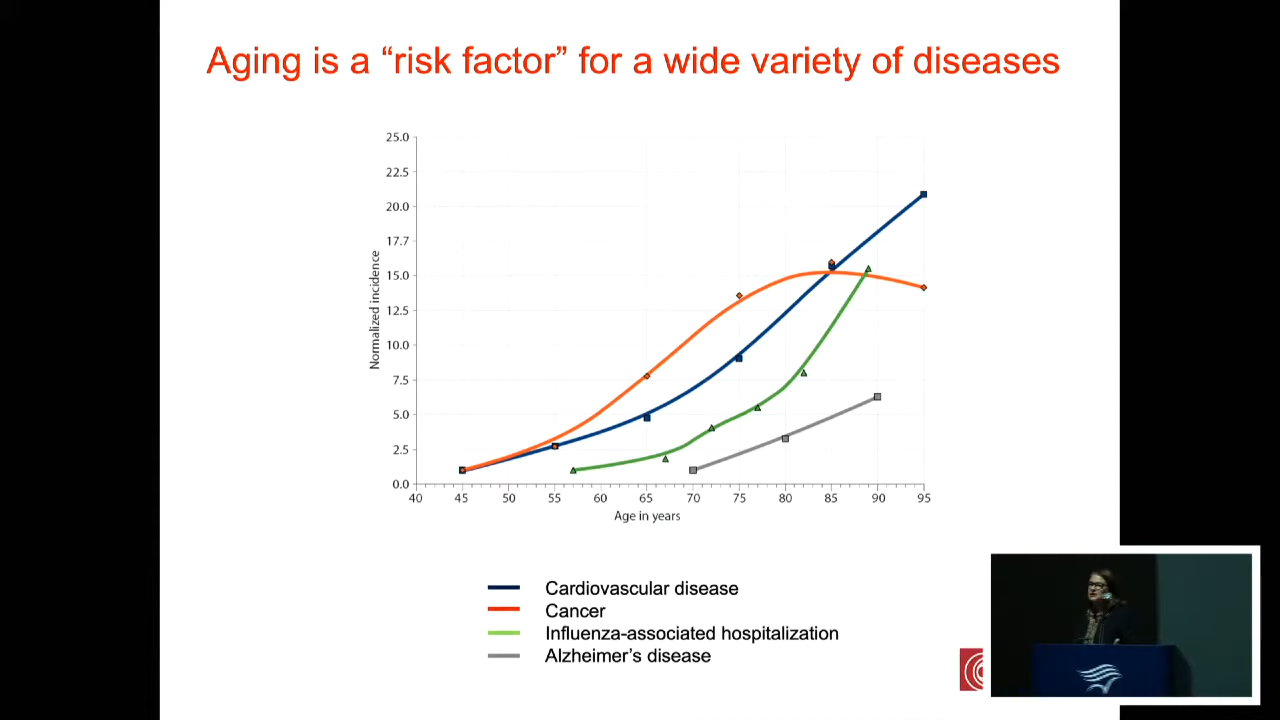 Aging is a “risk factor” for a wide variety of diseases
25.0
22.5
20.0
17.7
15.0
12.5
10.0
7.5
5.0
2.5
0.0
Normalized incidence
40 45 50 55 60 65 70 75 80 85 90 95
Age in years
Cardiovascular disease
Cancer
Influenza-associated hospitalization
Alzheimer’s disease